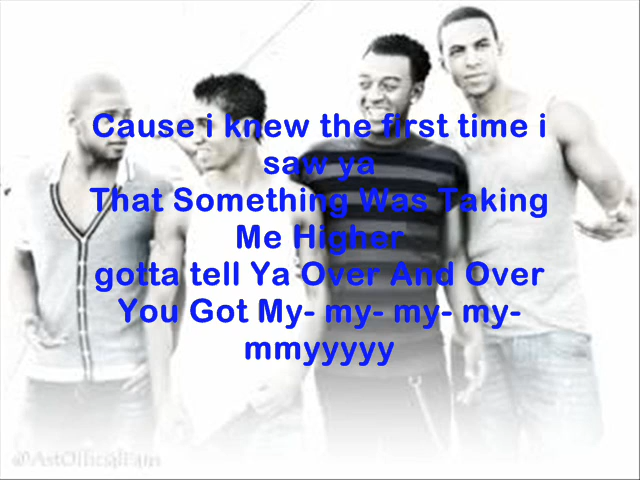 Cause i knew the first time i
saw ya
That Something Was Taking
Me Higher
gotta tell Ya Over And Over
You Got My- my- my- my-
mmyyyyy
@AstOfficialFam